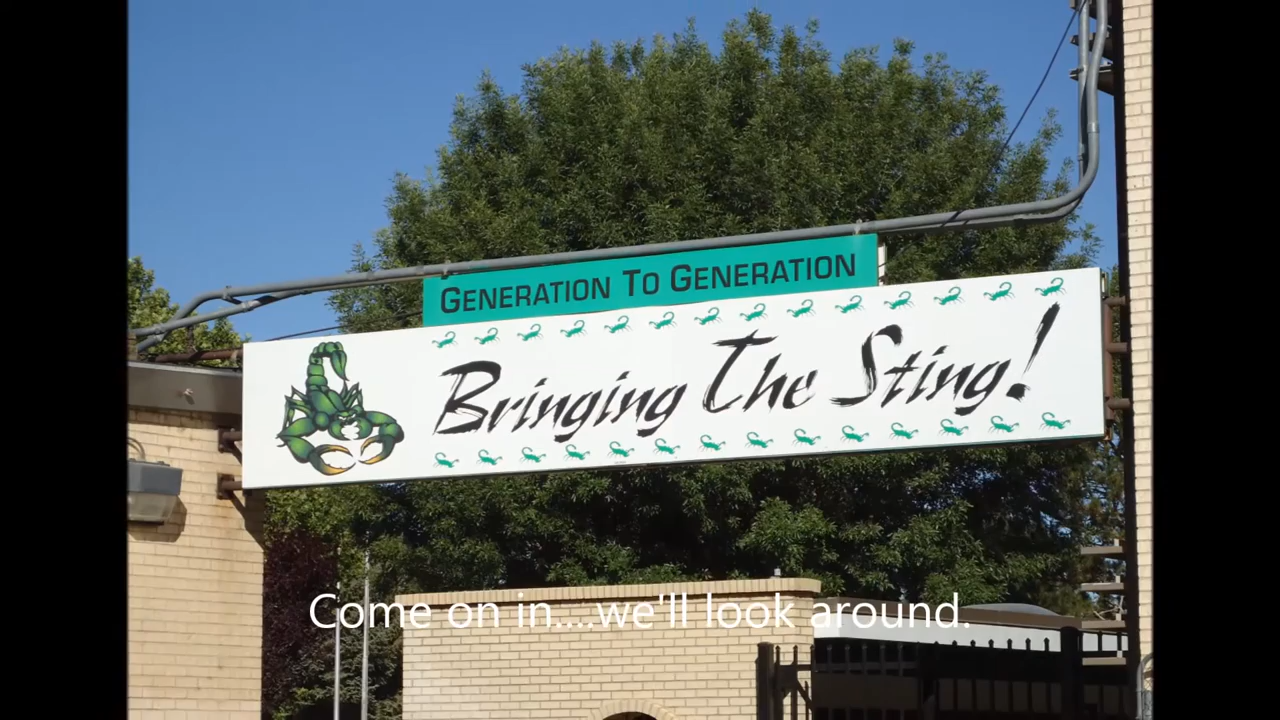 GENERATION TO GENERATION
Bringing The Sting!
Come on in....we'll look around.